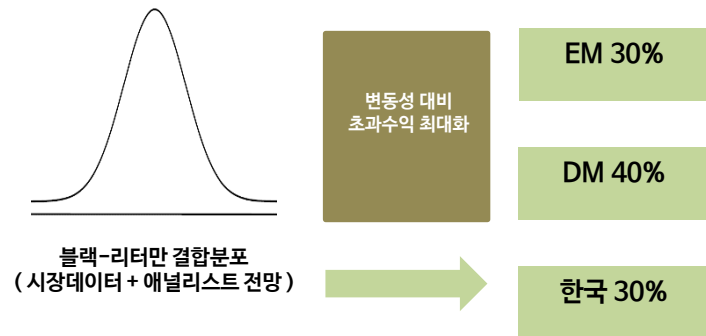 블랙-리터만 결합분포
( 시장데이터 + 애널리스트 전망 )
변동성 대비
초과수익 최대화
EM 30%
DM 40%
한국 30%